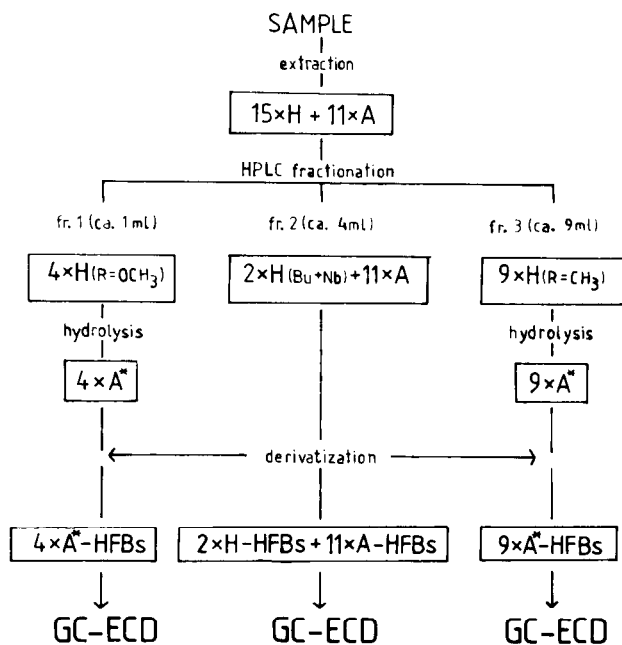 SAMPLE
extraction
15×H + 11×A
HPLC fractionation
fr. 1 (ca. 1ml) fr. 2 (ca. 4ml) fr. 3 (ca. 9ml)
4×H(R=OCH₃) 2×H(Bu+Nb)+11×A 9×H(R=CH₃)
hydrolysis hydrolysis
4×A* 9×A*
derivatization
4×A*-HFBs 2×H-HFBs+11×A-HFBs 9×A*-HFBs
GC-ECD GC-ECD GC-ECD